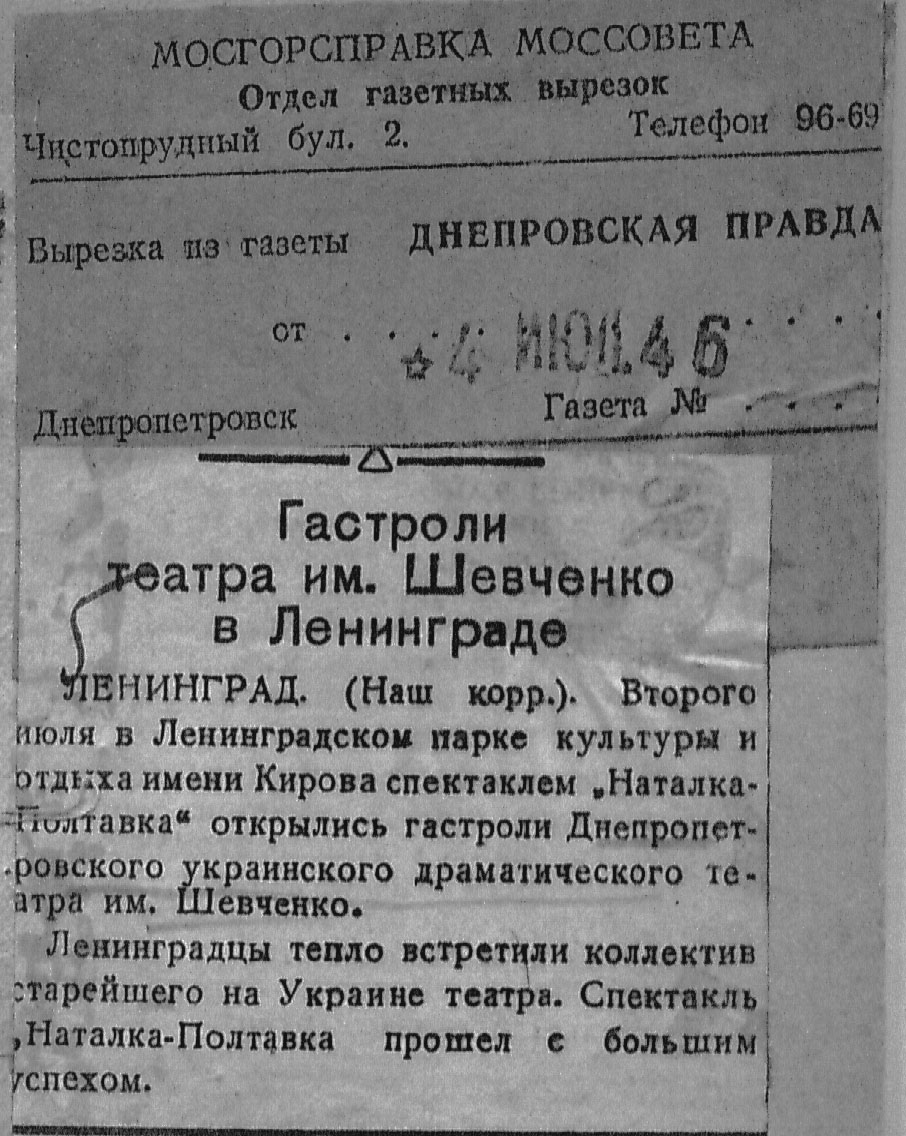 МОСГОРСПРАВКА МОССОВЕТА
Отдел газетных вырезок
Чистопрудный бул. 2. Телефон 96-69
Вырезка из газеты ДНЕПРОВСКАЯ ПРАВДА
от 4 ИЮЛ.46
Днепропетровск Газета № . . . .
Гастроли
театра им. Шевченко
в Ленинграде
ЛЕНИНГРАД. (Наш корр.). Второго
июля в Ленинградском парке культуры и
отдыха имени Кирова спектаклем „Наталка-
Полтавка“ открылись гастроли Днепропет-
ровского украинского драматического те-
атра им. Шевченко.
Ленинградцы тепло встретили коллектив
старейшего на Украине театра. Спектакль
„Наталка-Полтавка прошел с большим
успехом.